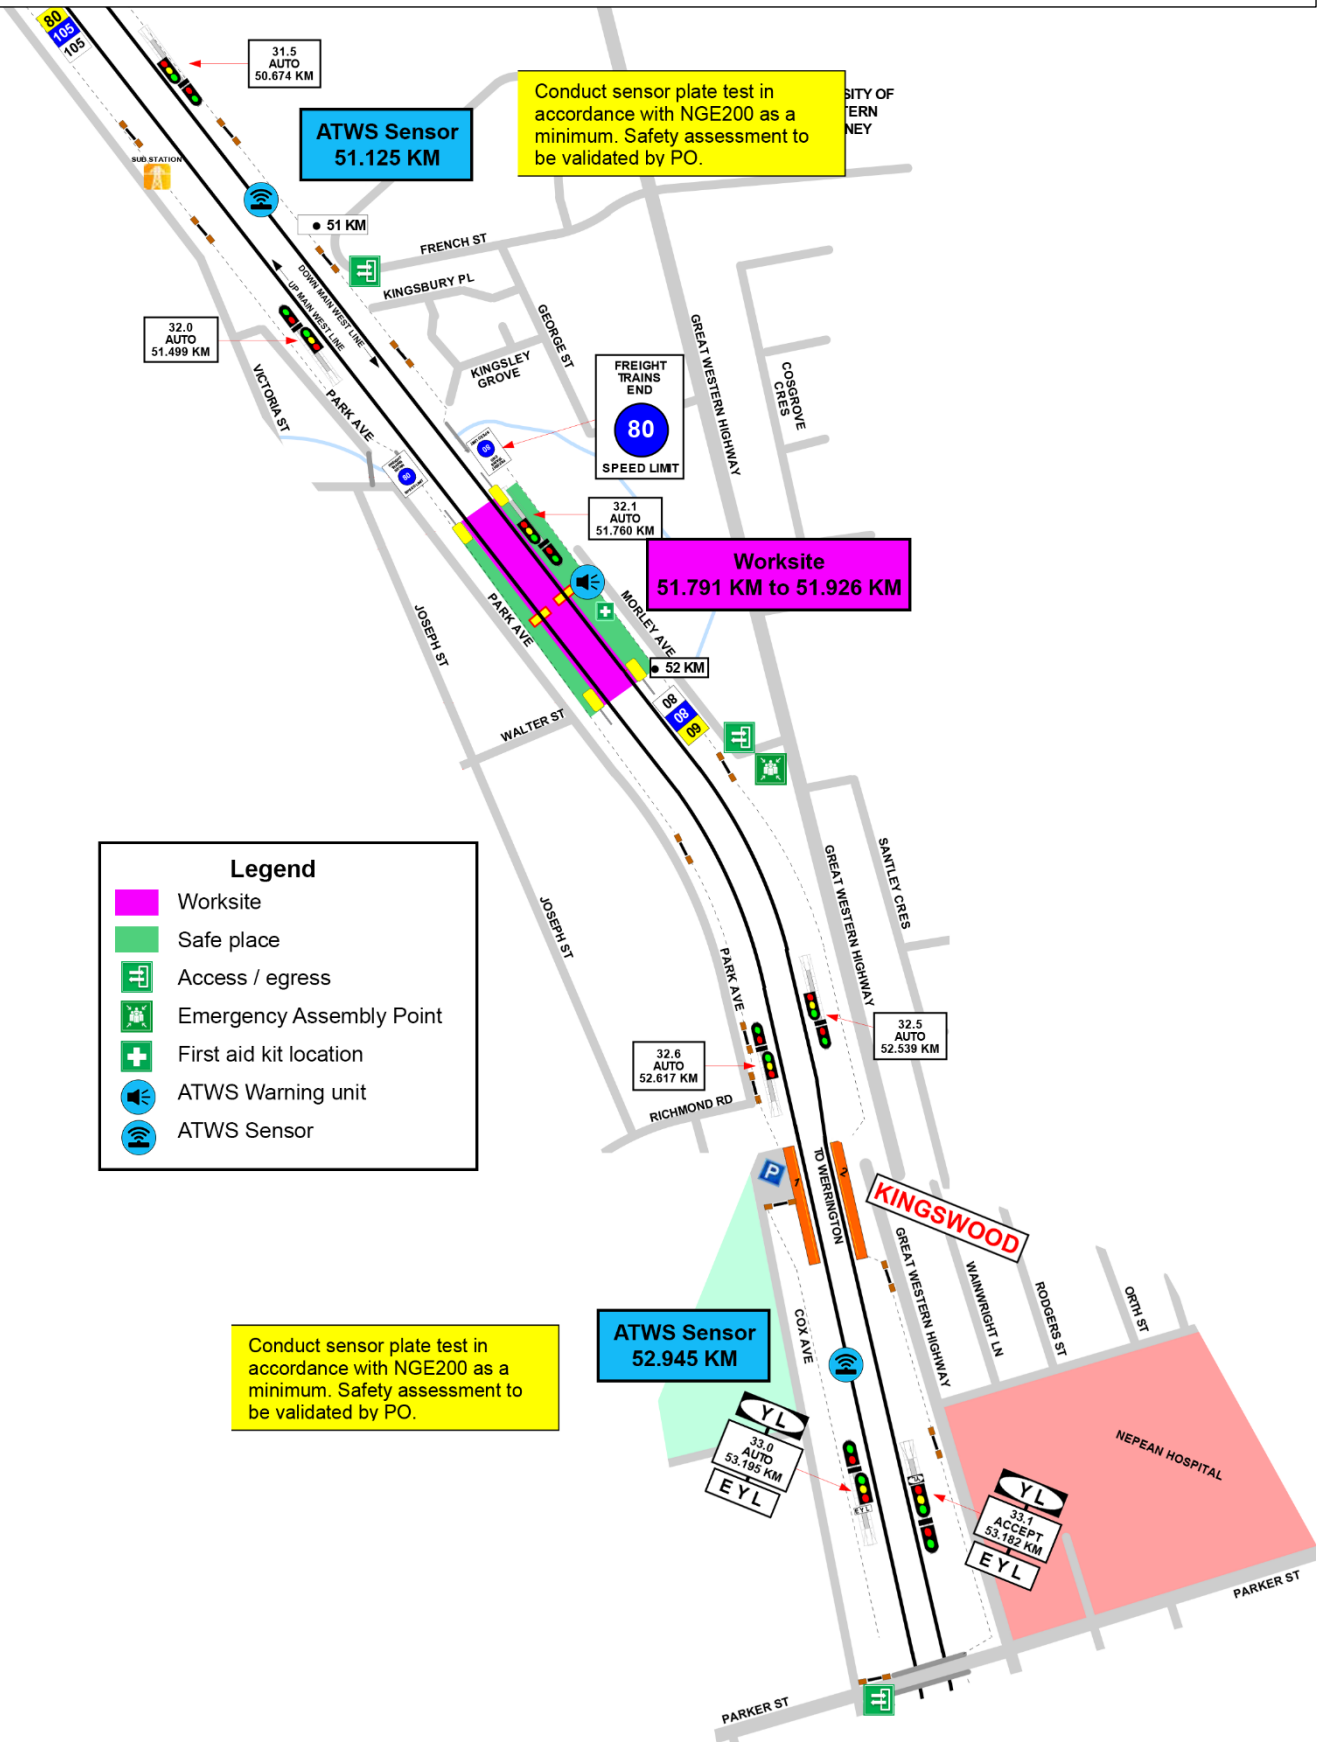 80
105
105
31.5
AUTO
50.674 KM
ATWS Sensor
51.125 KM
Conduct sensor plate test in
accordance with NGE200 as a
minimum. Safety assessment to
be validated by PO.
SITY OF
TERN
NEY
SUB STATION
51 KM
FRENCH ST
KINGSBURY PL
DOWN MAIN WEST LINE
UP MAIN WEST LINE
32.0
AUTO
51.499 KM
GEORGE ST
GREAT WESTERN HIGHWAY
KINGSLEY
GROVE
COSGROVE
CRES
VICTORIA ST
PARK AVE
FREIGHT
TRAINS
END
80
SPEED LIMIT
80
80
32.1
AUTO
51.760 KM
Worksite
51.791 KM to 51.926 KM
JOSEPH ST
PARK AVE
MORLEY AVE
52 KM
80
80
60
WALTER ST
Legend
Worksite
Safe place
Access / egress
Emergency Assembly Point
First aid kit location
ATWS Warning unit
ATWS Sensor
GREAT WESTERN HIGHWAY
SANTLEY CRES
JOSEPH ST
PARK AVE
32.5
AUTO
52.539 KM
32.6
AUTO
52.617 KM
RICHMOND RD
P
1
TO WERRINGTON
2
KINGSWOOD
GREAT WESTERN HIGHWAY
WAINWRIGHT LN
RODGERS ST
ORTH ST
COX AVE
ATWS Sensor
52.945 KM
Conduct sensor plate test in
accordance with NGE200 as a
minimum. Safety assessment to
be validated by PO.
YL
33.0
AUTO
53.195 KM
EYL
EYL
YL
33.1
ACCEPT
53.182 KM
EYL
NEPEAN HOSPITAL
PARKER ST
PARKER ST